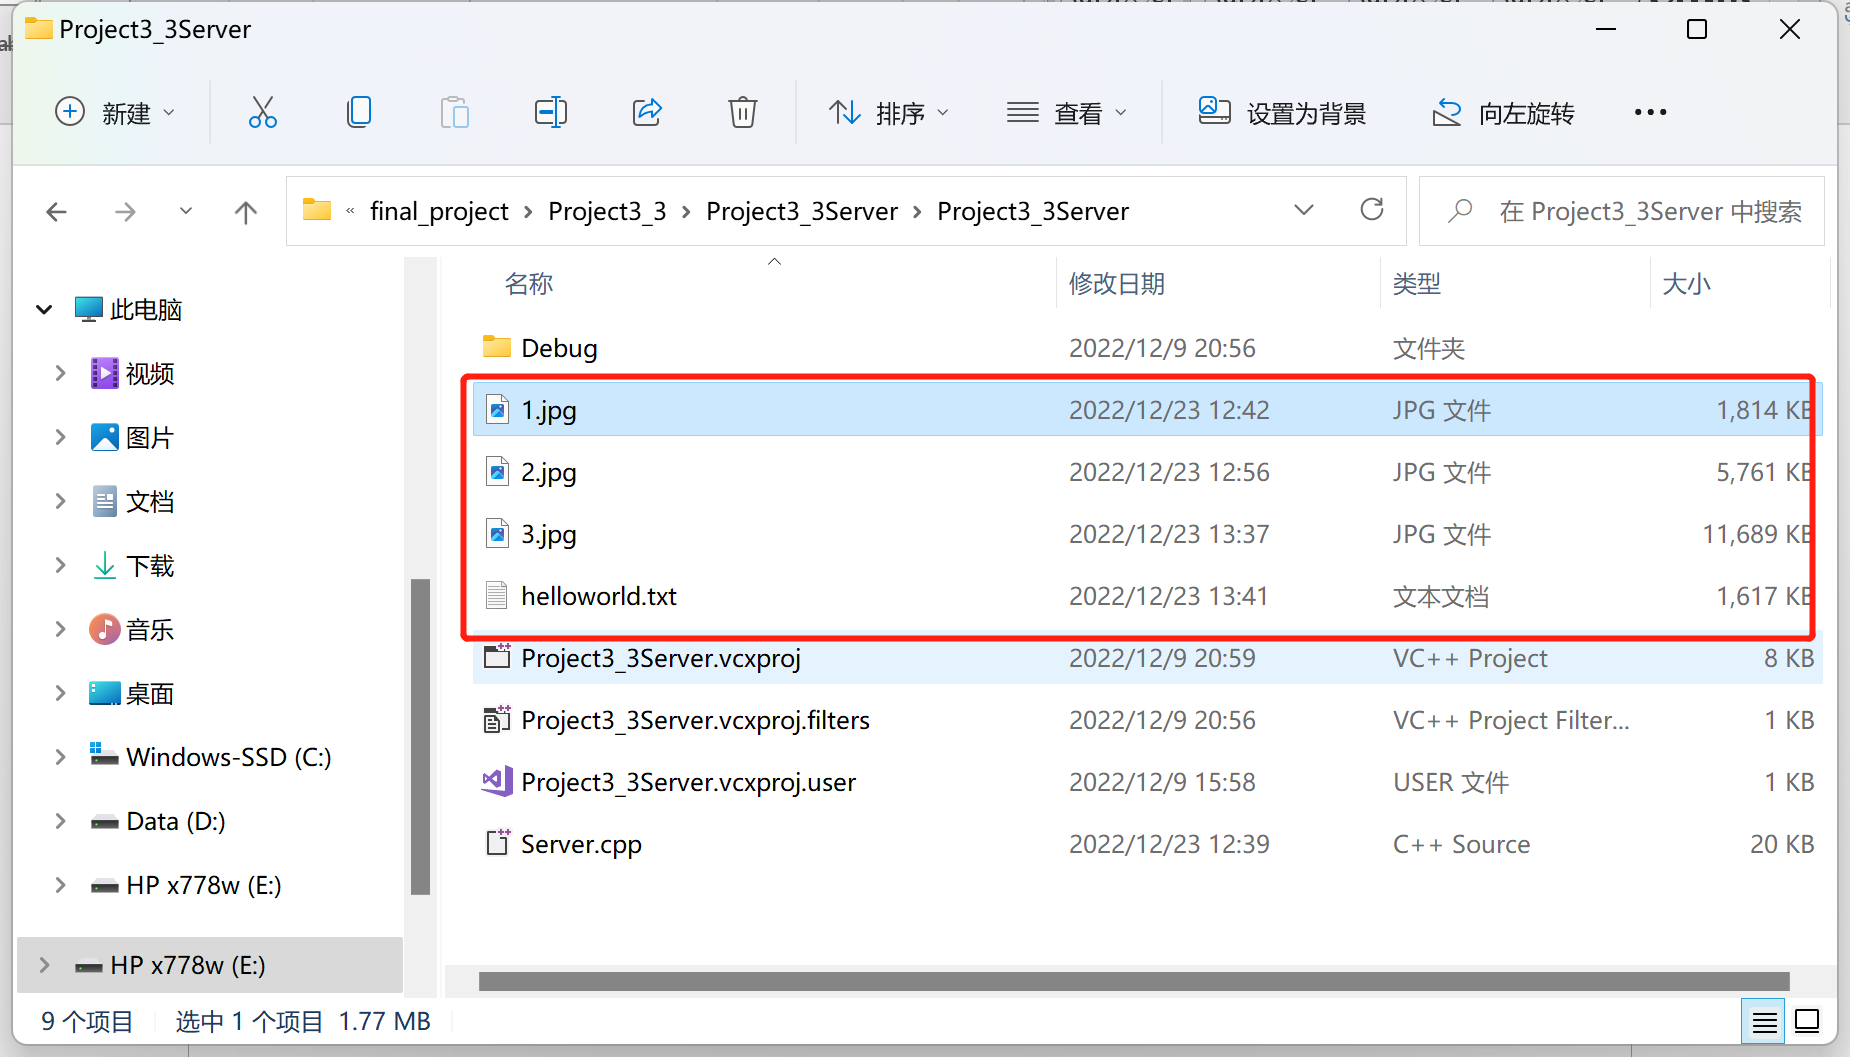 Project3_3Server
新建
排序
查看
设置为背景
向左旋转
« final_project › Project3_3 › Project3_3Server › Project3_3Server
在 Project3_3Server 中搜索
名称 修改日期 类型 大小
此电脑
视频
图片
文档
下载
音乐
桌面
Windows-SSD (C:)
Data (D:)
HP x778w (E:)
HP x778w (E:)
Debug 2022/12/9 20:56 文件夹
1.jpg 2022/12/23 12:42 JPG 文件 1,814 KB
2.jpg 2022/12/23 12:56 JPG 文件 5,761 KB
3.jpg 2022/12/23 13:37 JPG 文件 11,689 KB
helloworld.txt 2022/12/23 13:41 文本文档 1,617 KB
Project3_3Server.vcxproj 2022/12/9 20:59 VC++ Project 8 KB
Project3_3Server.vcxproj.filters 2022/12/9 20:56 VC++ Project Filter... 1 KB
Project3_3Server.vcxproj.user 2022/12/9 15:58 USER 文件 1 KB
Server.cpp 2022/12/23 12:39 C++ Source 20 KB
9 个项目 选中 1 个项目 1.77 MB